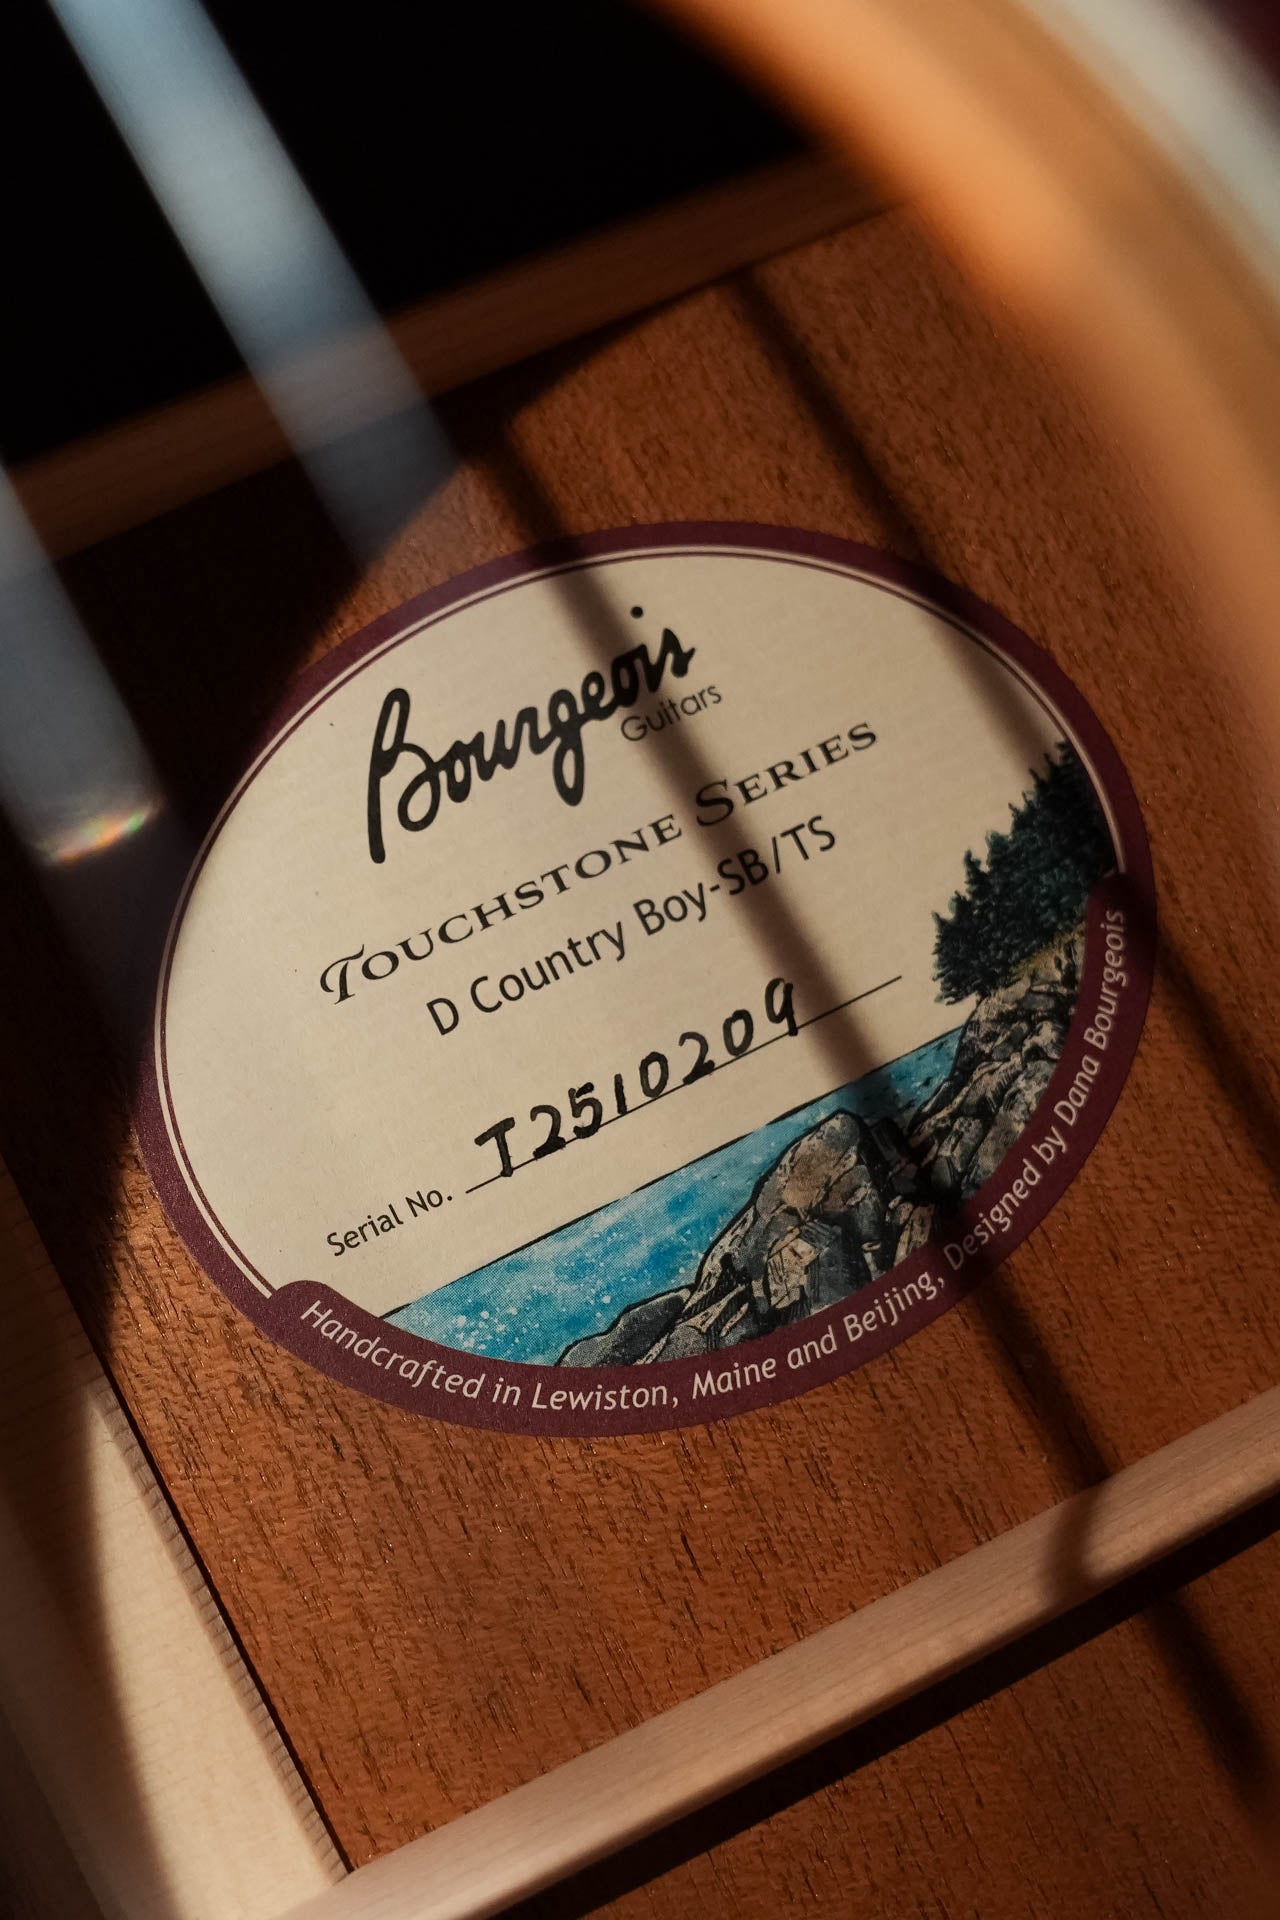 Bourgeois
Guitars
TOUCHSTONE SERIES
D Country Boy-SB/TS
Serial No. T2510209
Handcrafted in Lewiston, Maine and Beijing, Designed by Dana Bourgeois